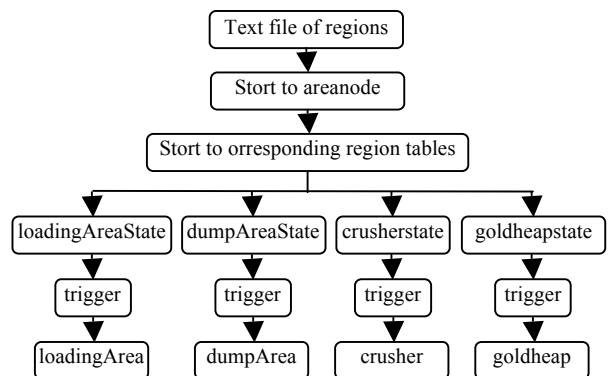 Text file of regions
Stort to areanode
Stort to orresponding region tables
loadingAreaState dumpAreaState crusherstate goldheapstate
trigger trigger trigger trigger
loadingArea dumpArea crusher goldheap